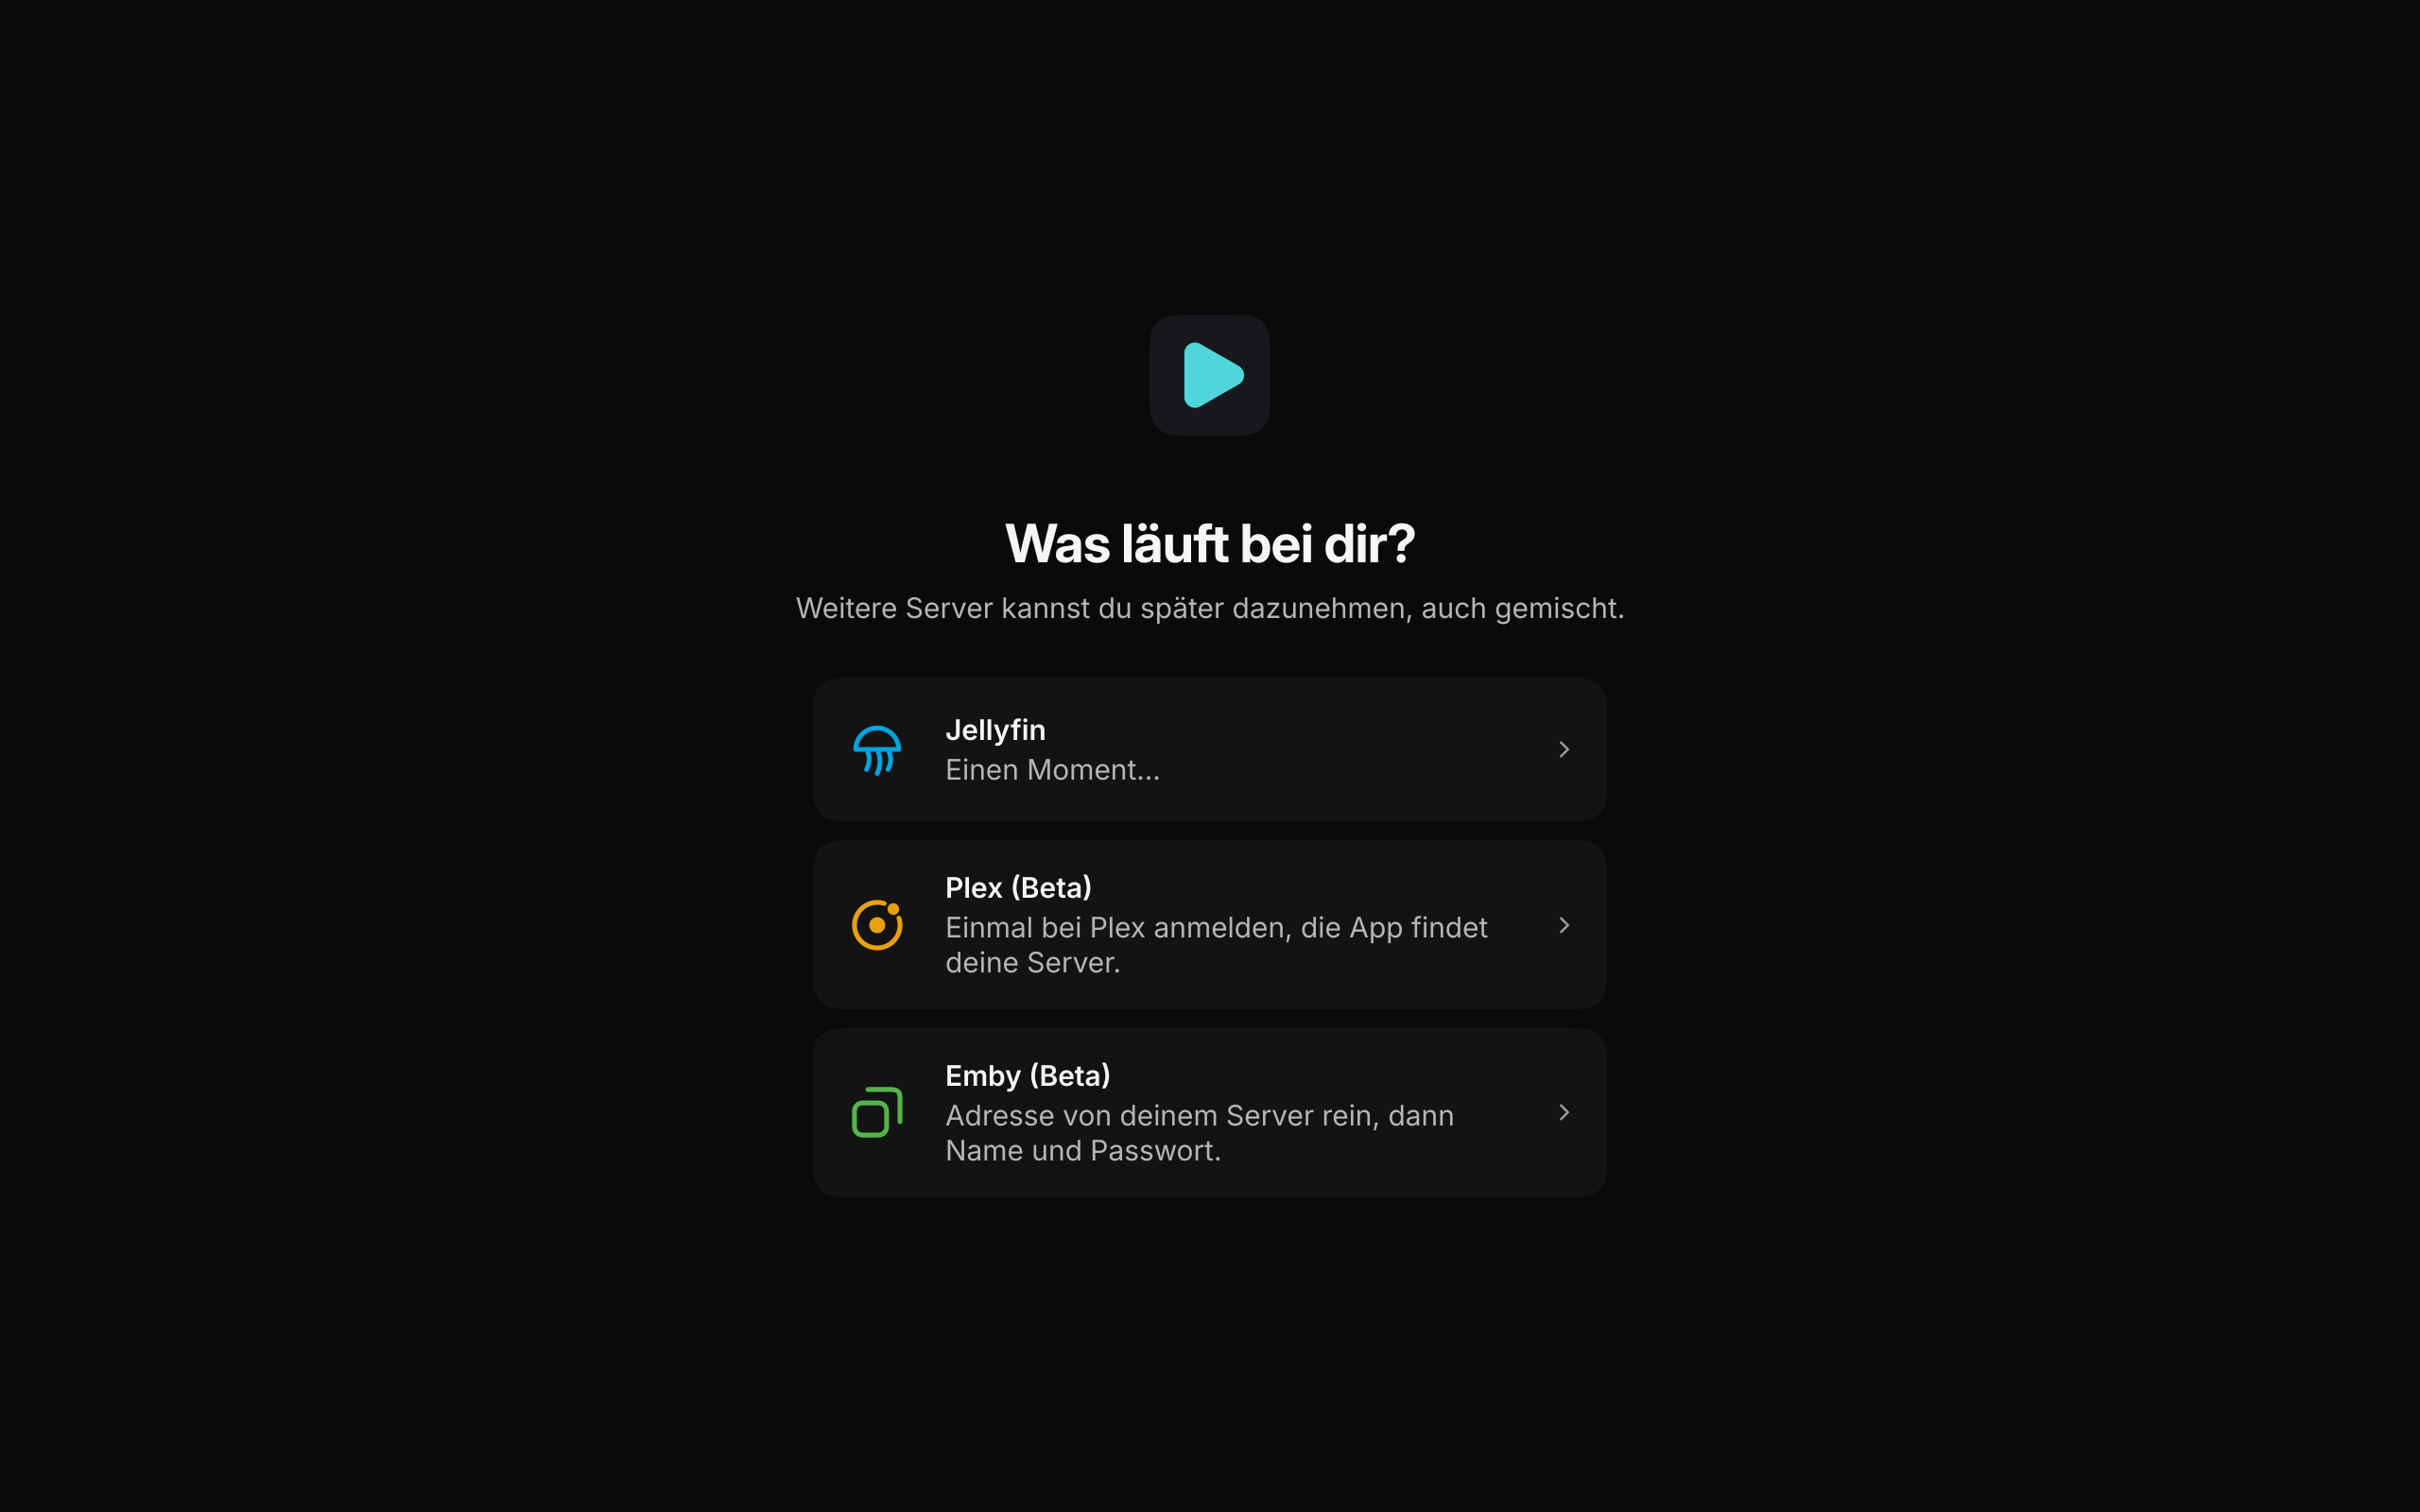 Was läuft bei dir?
Weitere Server kannst du später dazunehmen, auch gemischt.
Jellyfin
Einen Moment...
Plex (Beta)
Einmal bei Plex anmelden, die App findet
deine Server.
Emby (Beta)
Adresse von deinem Server rein, dann
Name und Passwort.